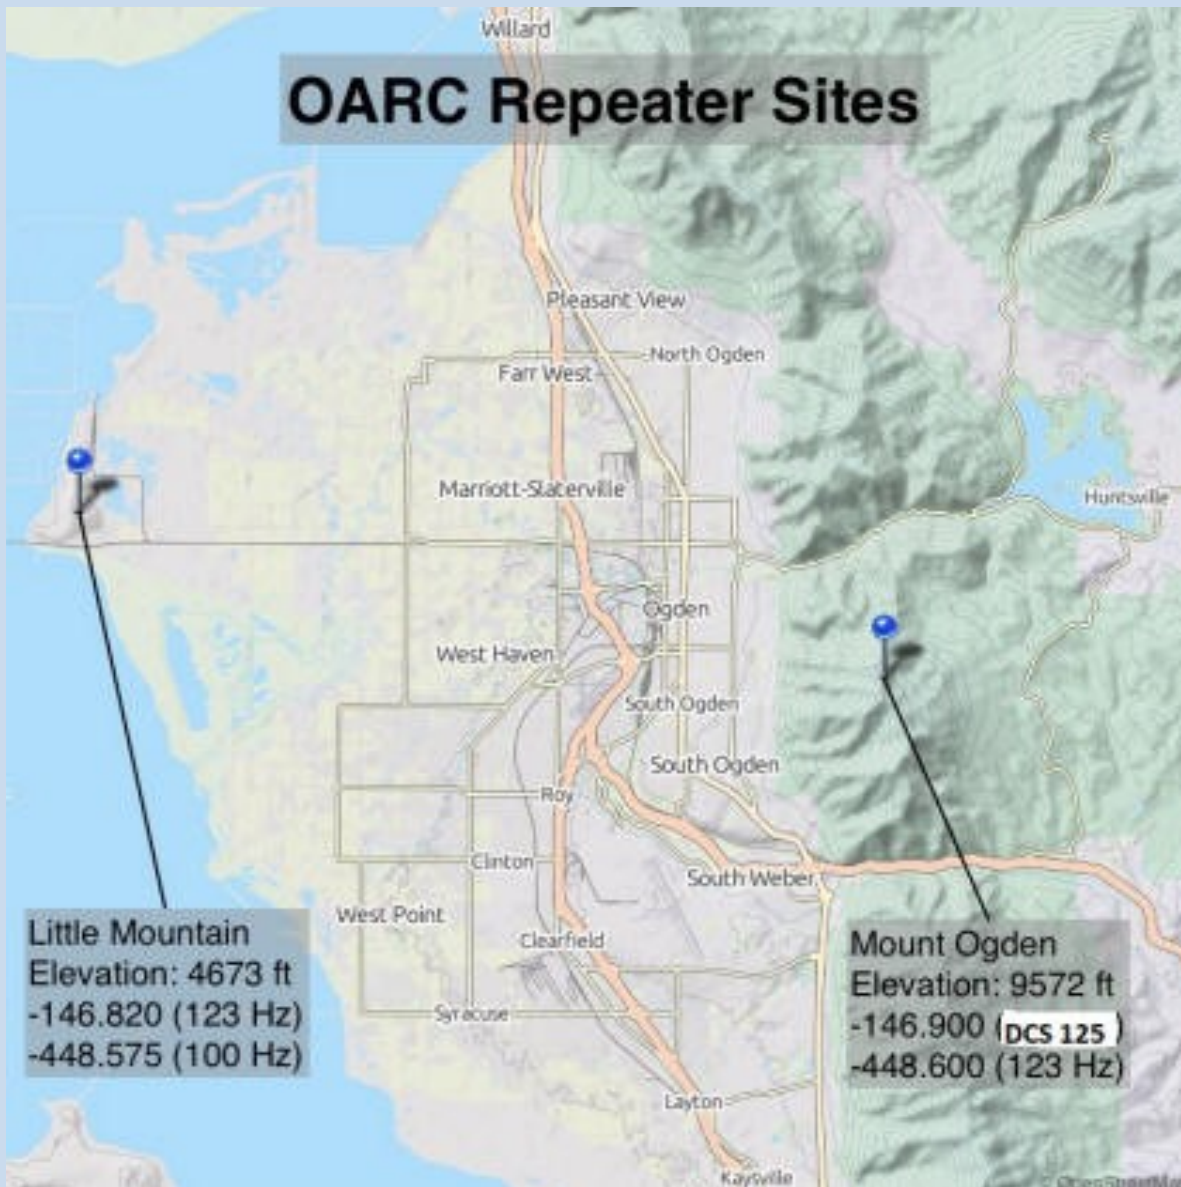 Willard
OARC Repeater Sites
Pleasant View
North Ogden
Farr West
Marriott-Slaterville
Huntsville
Ogden
West Haven
South Ogden
South Ogden
Roy
Clinton
South Weber
West Point
Clearfield
Little Mountain
Elevation: 4673 ft
-146.820 (123 Hz)
-448.575 (100 Hz)
Mount Ogden
Elevation: 9572 ft
-146.900 (DCS 125)
-448.600 (123 Hz)
Syracuse
Layton
Kaysville